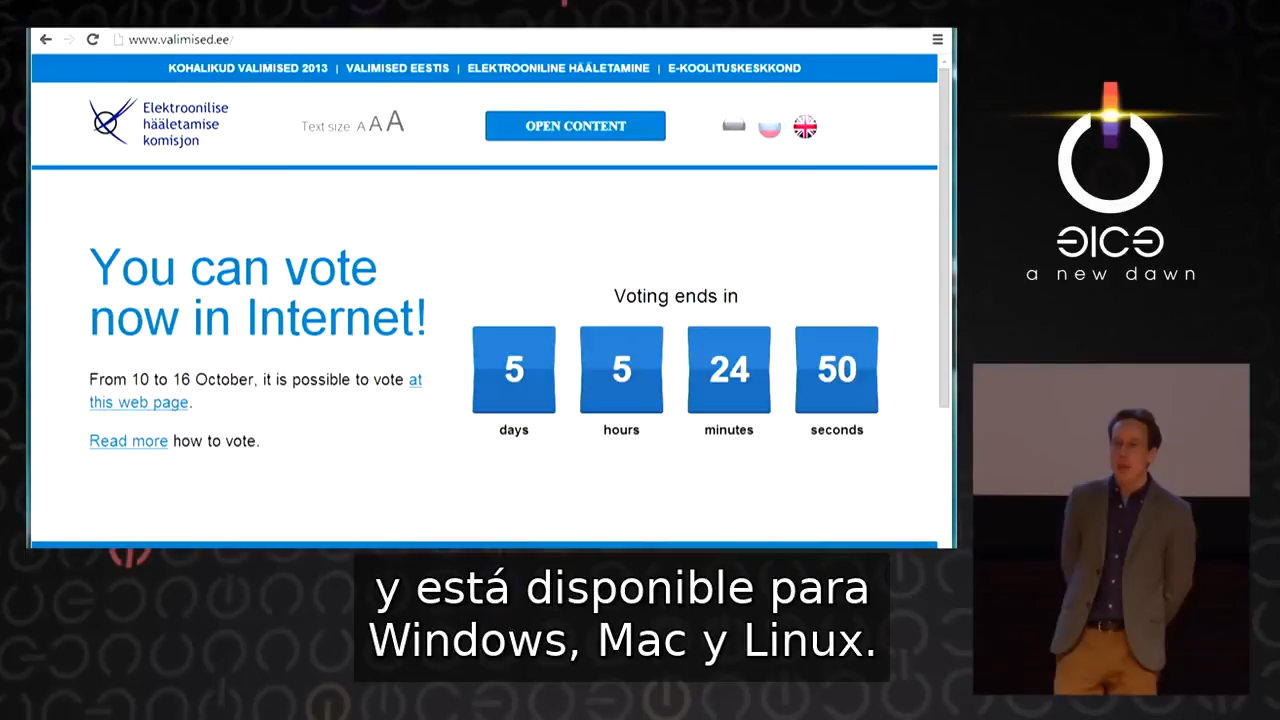 www.valimised.ee/
KOHALIKUD VALIMISED 2013 | VALIMISED EESTIS | ELEKTROONILINE HÄÄLETAMINE | E-KOOLITUSKESKKOND
Elektroonilise
hääletamise
komisjon
Text size A A A
OPEN CONTENT
You can vote
now in Internet!
From 10 to 16 October, it is possible to vote at
this web page.
Read more how to vote.
Voting ends in
5 5 24 50
days hours minutes seconds
a new dawn
y está disponible para
Windows, Mac y Linux.